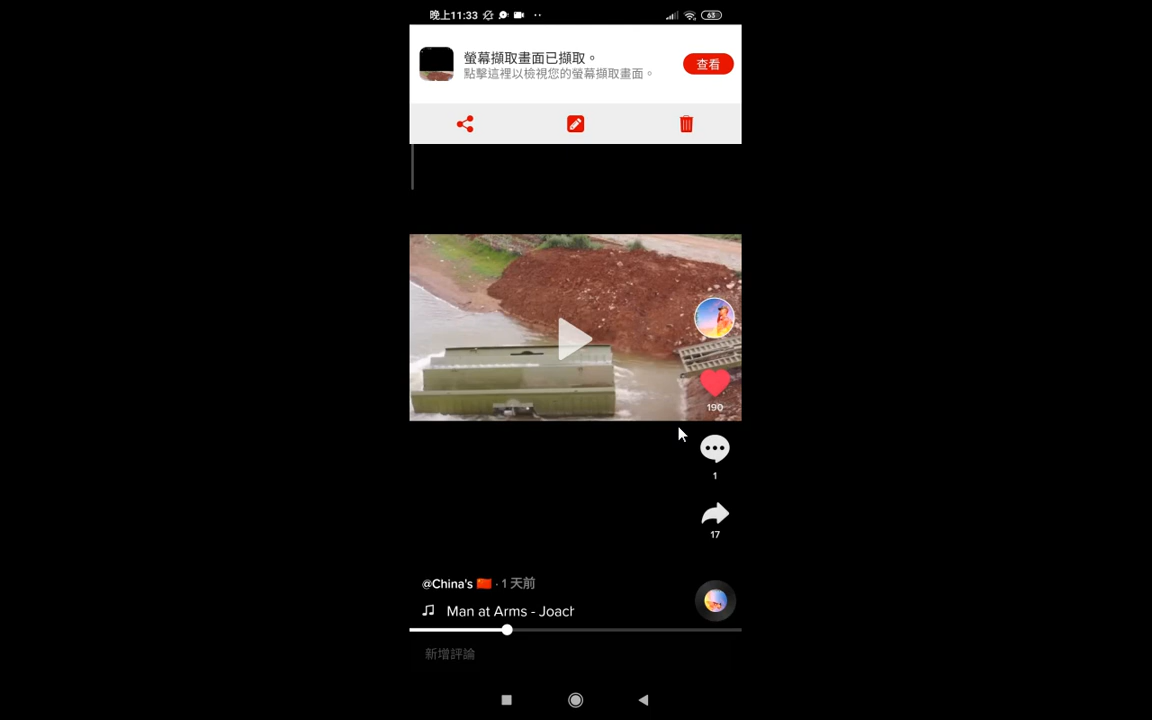 晚上11:33
63
螢幕擷取畫面已擷取。
點擊這裡以檢視您的螢幕擷取畫面。
查看
190
1
17
@China's 🇨🇳 · 1 天前
Man at Arms - Joach
新增評論